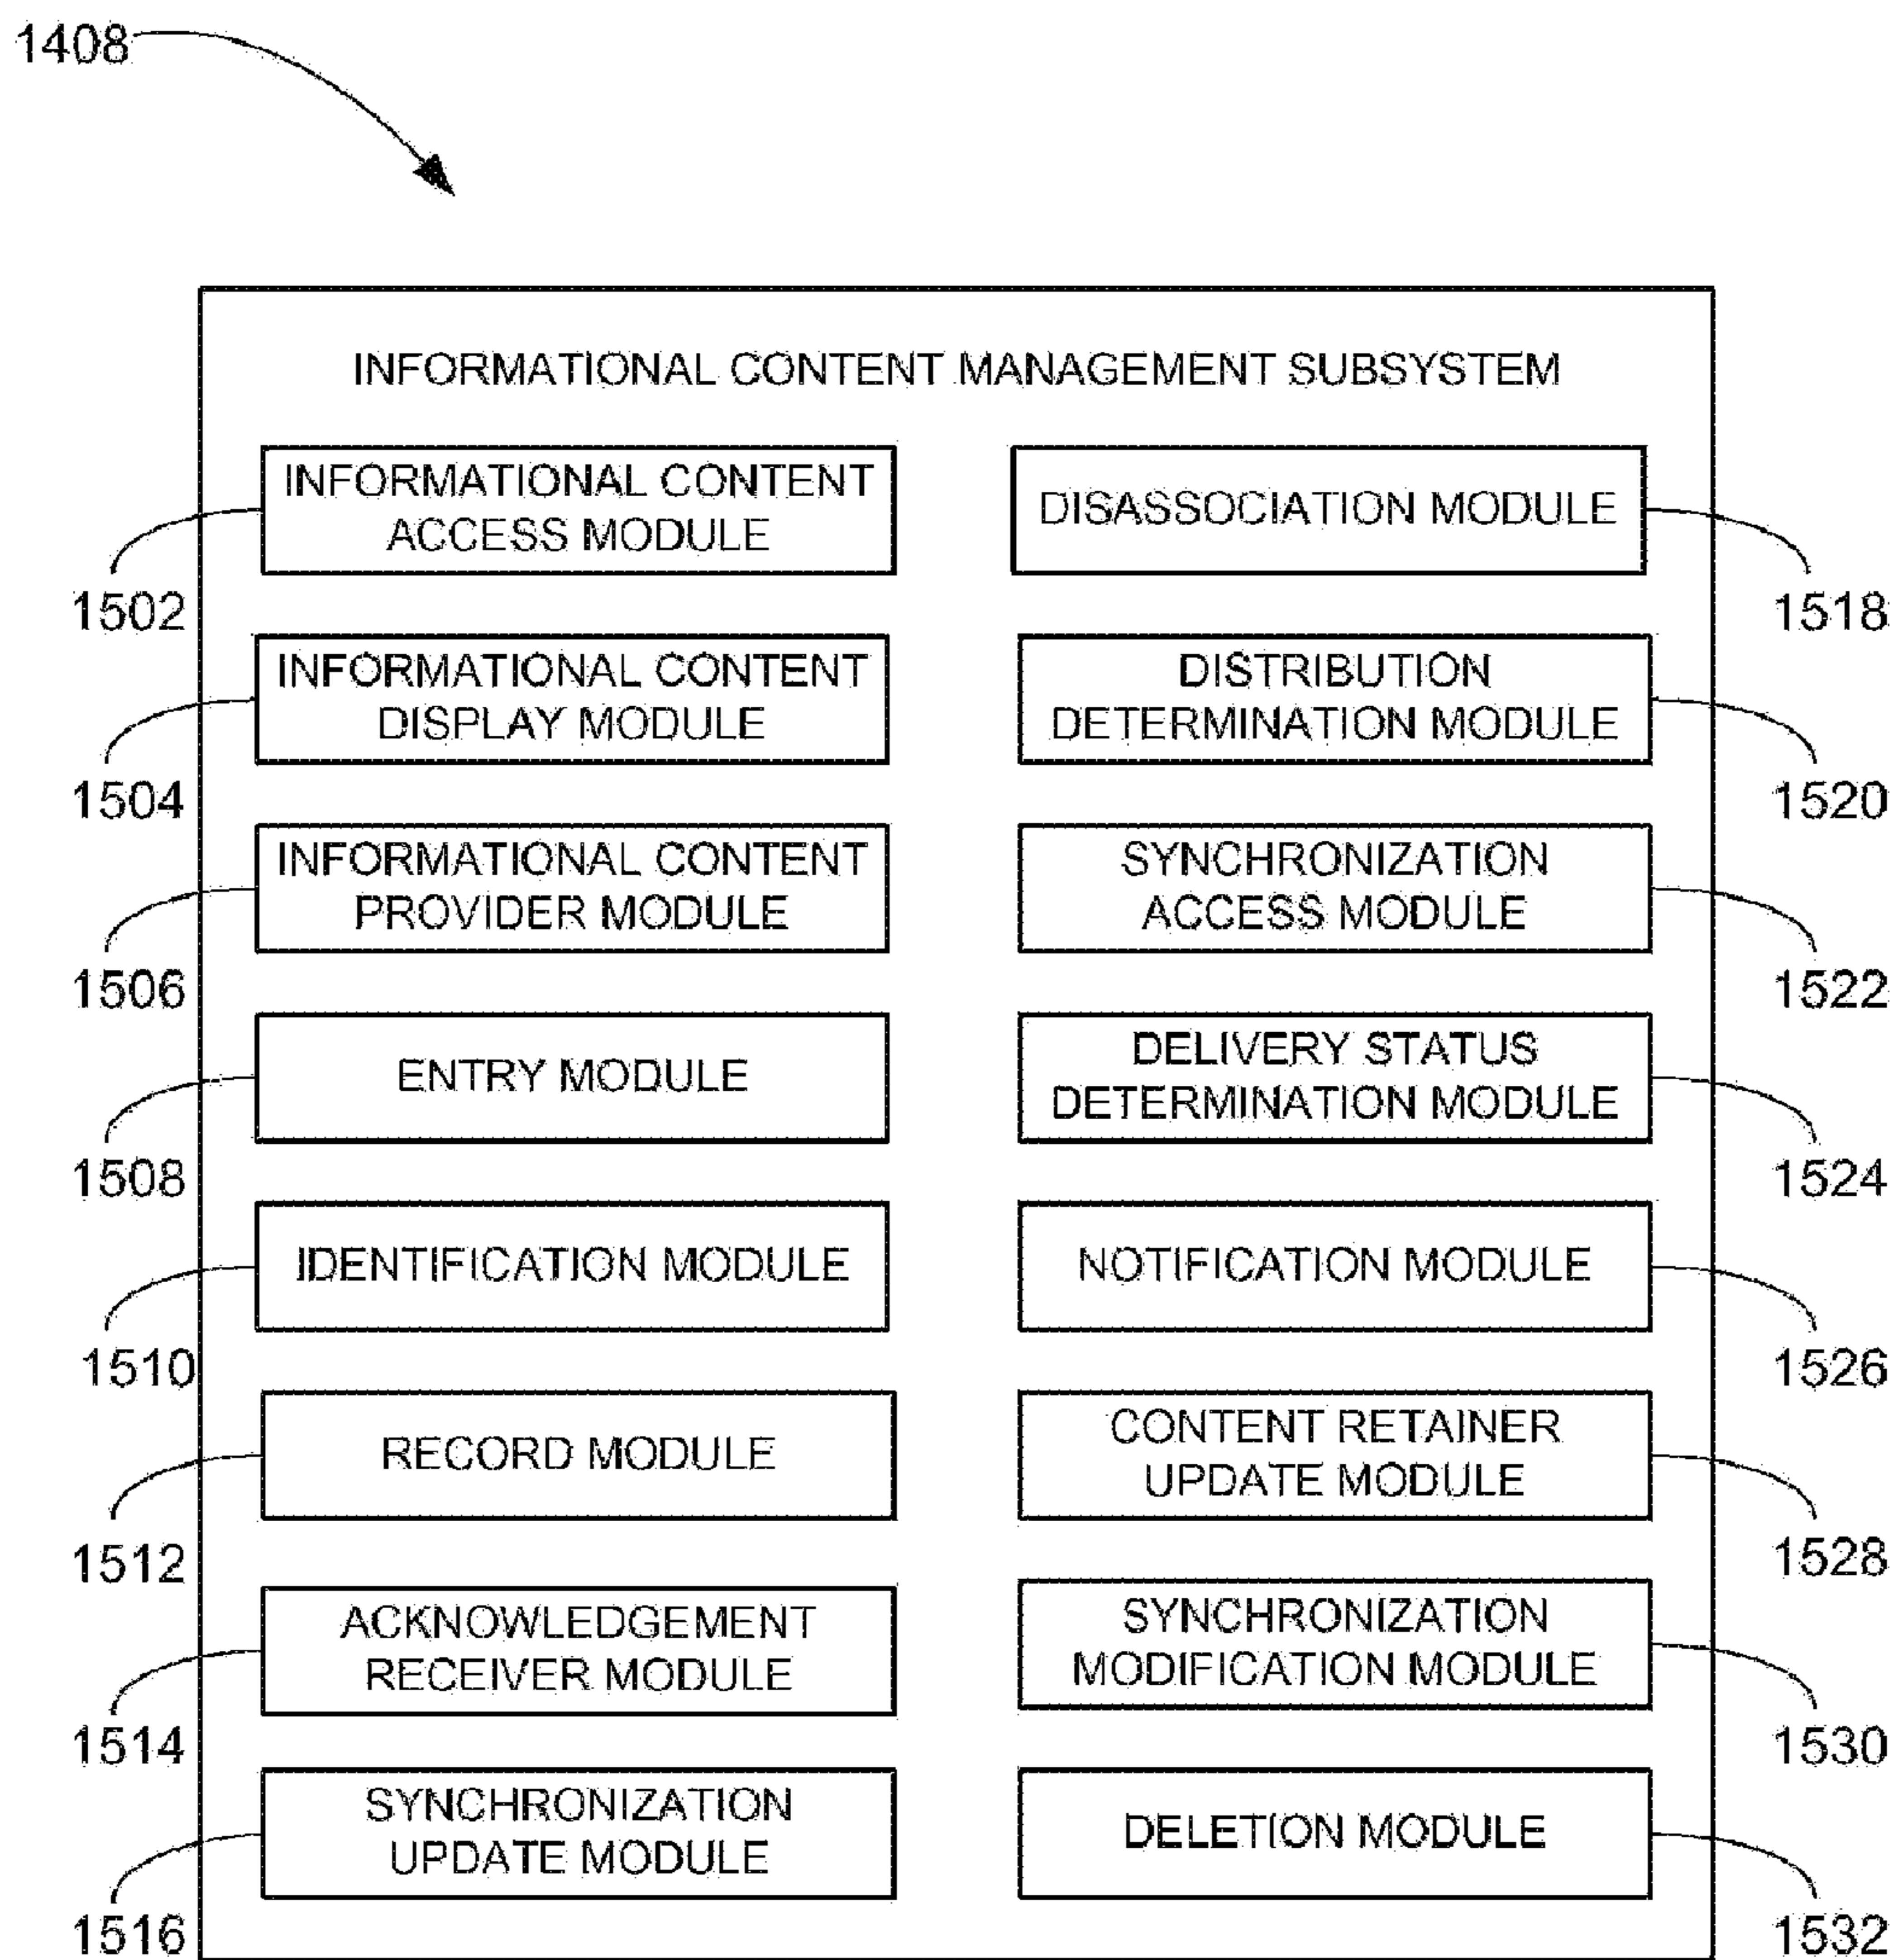 1408
INFORMATIONAL CONTENT MANAGEMENT SUBSYSTEM
INFORMATIONAL CONTENT
ACCESS MODULE
1502
INFORMATIONAL CONTENT
DISPLAY MODULE
1504
INFORMATIONAL CONTENT
PROVIDER MODULE
1506
ENTRY MODULE
1508
IDENTIFICATION MODULE
1510
RECORD MODULE
1512
ACKNOWLEDGEMENT
RECEIVER MODULE
1514
SYNCHRONIZATION
UPDATE MODULE
1516
DISASSOCIATION MODULE
1518
DISTRIBUTION
DETERMINATION MODULE
1520
SYNCHRONIZATION
ACCESS MODULE
1522
DELIVERY STATUS
DETERMINATION MODULE
1524
NOTIFICATION MODULE
1526
CONTENT RETAINER
UPDATE MODULE
1528
SYNCHRONIZATION
MODIFICATION MODULE
1530
DELETION MODULE
1532